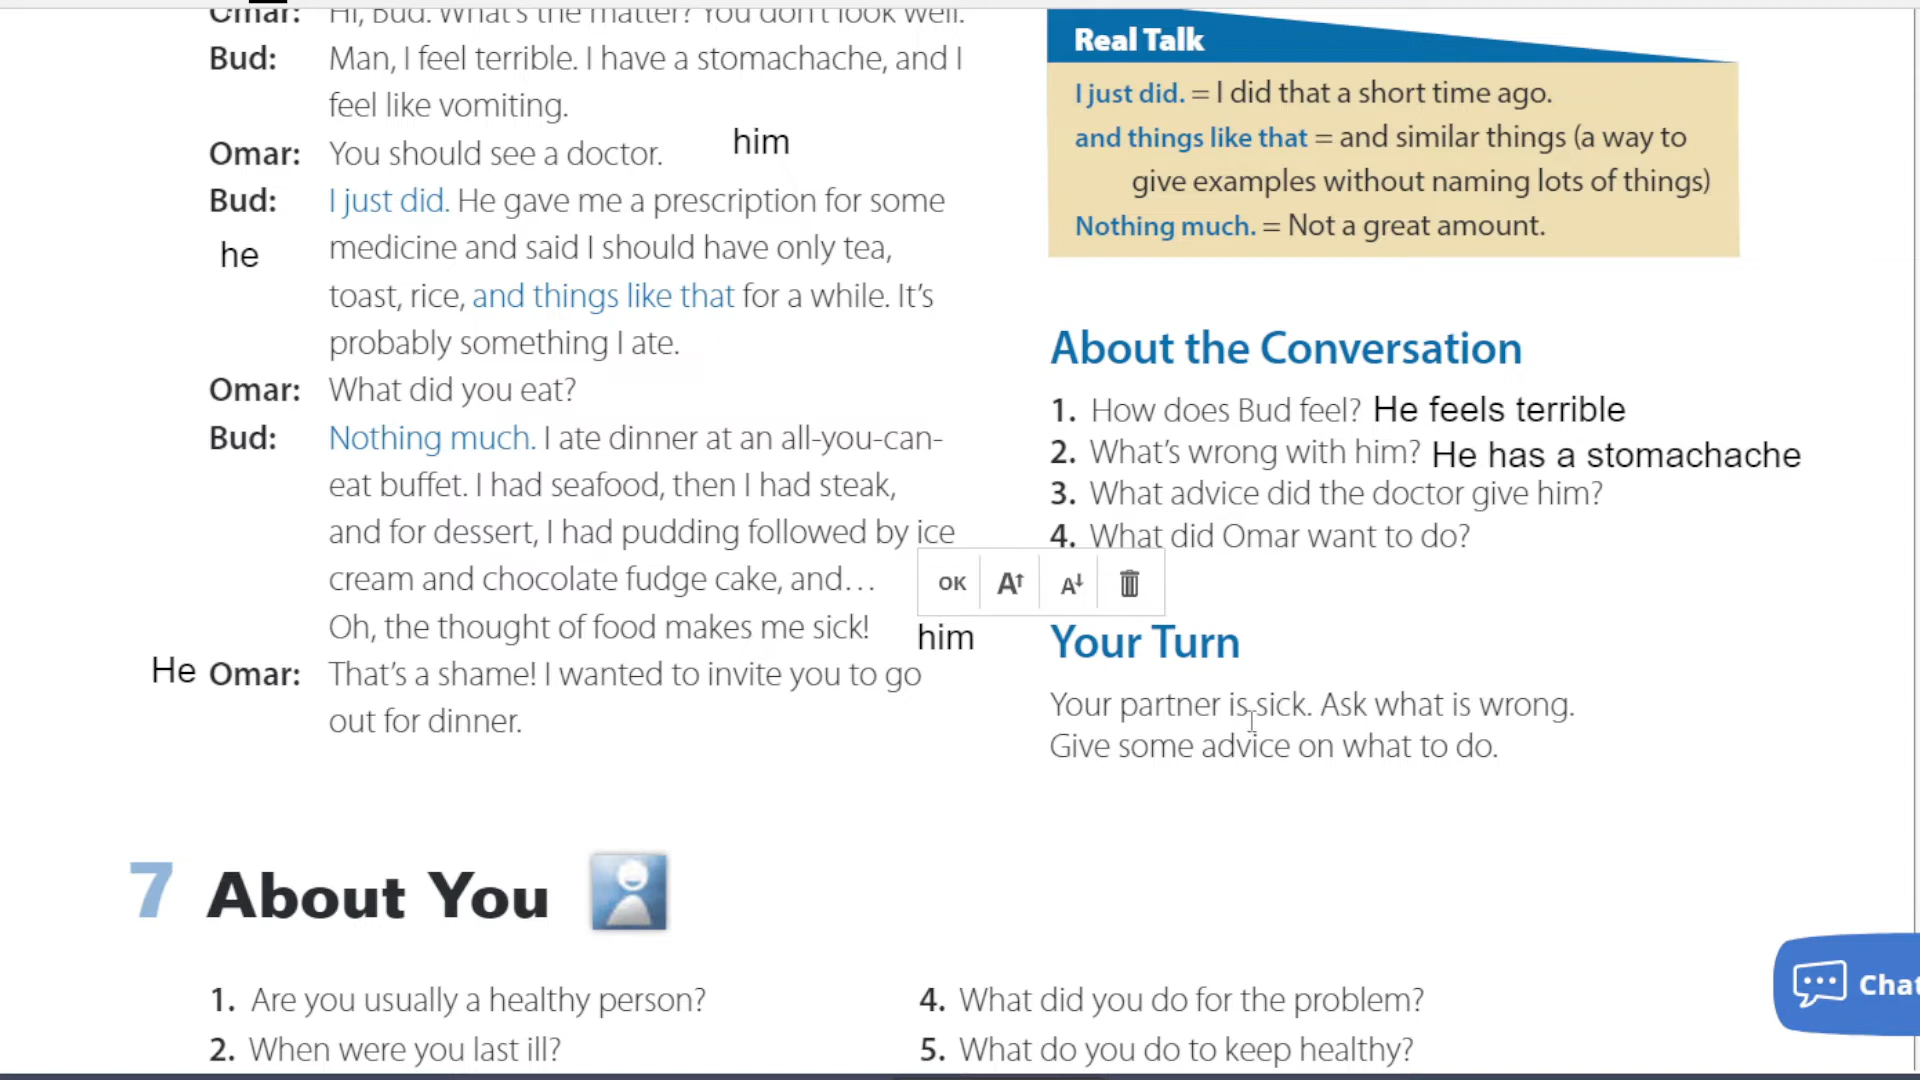 Omar: Hi, Bud. What's the matter? You don't look well.
Bud: Man, I feel terrible. I have a stomachache, and I
feel like vomiting.
him
Omar: You should see a doctor.
Bud: I just did. He gave me a prescription for some
he
medicine and said I should have only tea,
toast, rice, and things like that for a while. It's
probably something I ate.
Omar: What did you eat?
Bud: Nothing much. I ate dinner at an all-you-can-
eat buffet. I had seafood, then I had steak,
and for dessert, I had pudding followed by ice
cream and chocolate fudge cake, and...
Oh, the thought of food makes me sick!
him
He Omar: That's a shame! I wanted to invite you to go
out for dinner.
Real Talk
I just did. = I did that a short time ago.
and things like that = and similar things (a way to
give examples without naming lots of things)
Nothing much. = Not a great amount.
About the Conversation
1. How does Bud feel? He feels terrible
2. What's wrong with him? He has a stomachache
3. What advice did the doctor give him?
4. What did Omar want to do?
OK A A
Your Turn
Your partner is sick. Ask what is wrong.
Give some advice on what to do.
7 About You
1. Are you usually a healthy person?
2. When were you last ill?
4. What did you do for the problem?
5. What do you do to keep healthy?
Chat